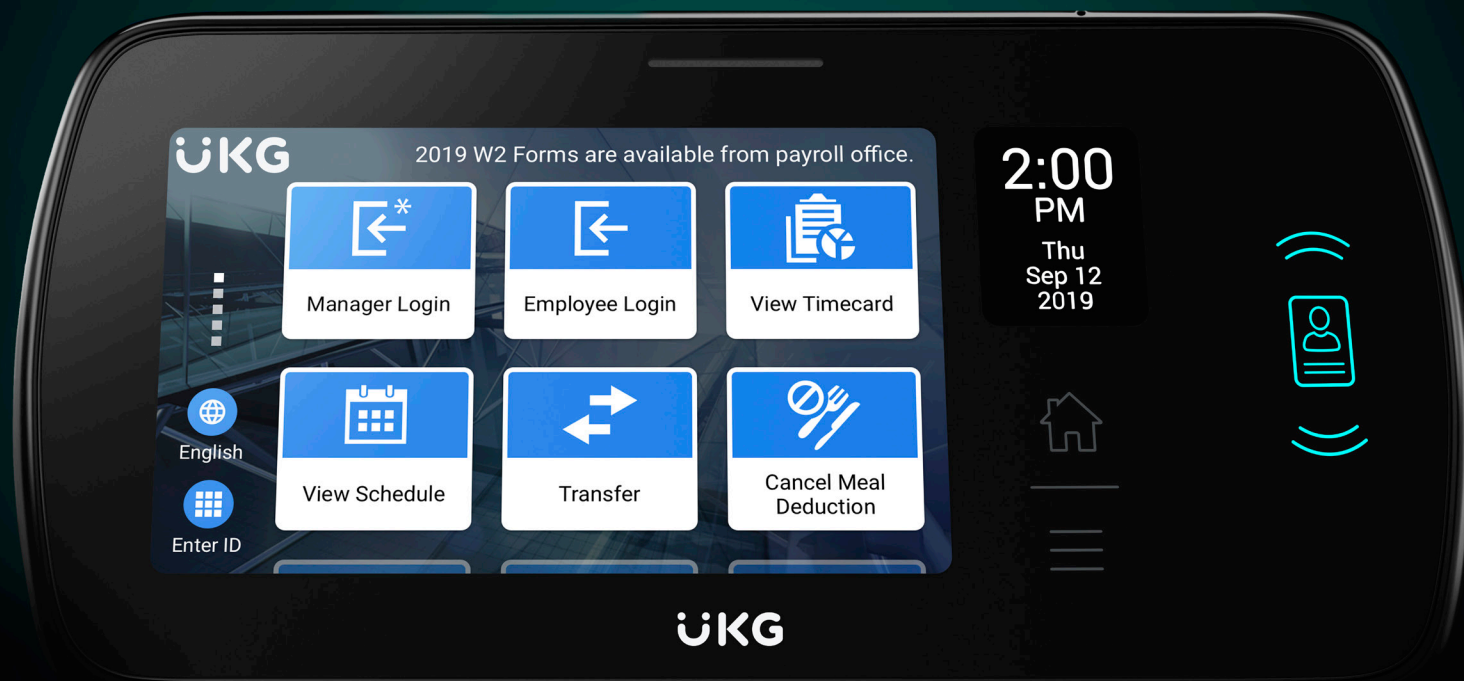 UKG
2019 W2 Forms are available from payroll office.
Manager Login
Employee Login
View Timecard
English
Enter ID
View Schedule
Transfer
Cancel Meal
Deduction
2:00
PM
Thu
Sep 12
2019
UKG